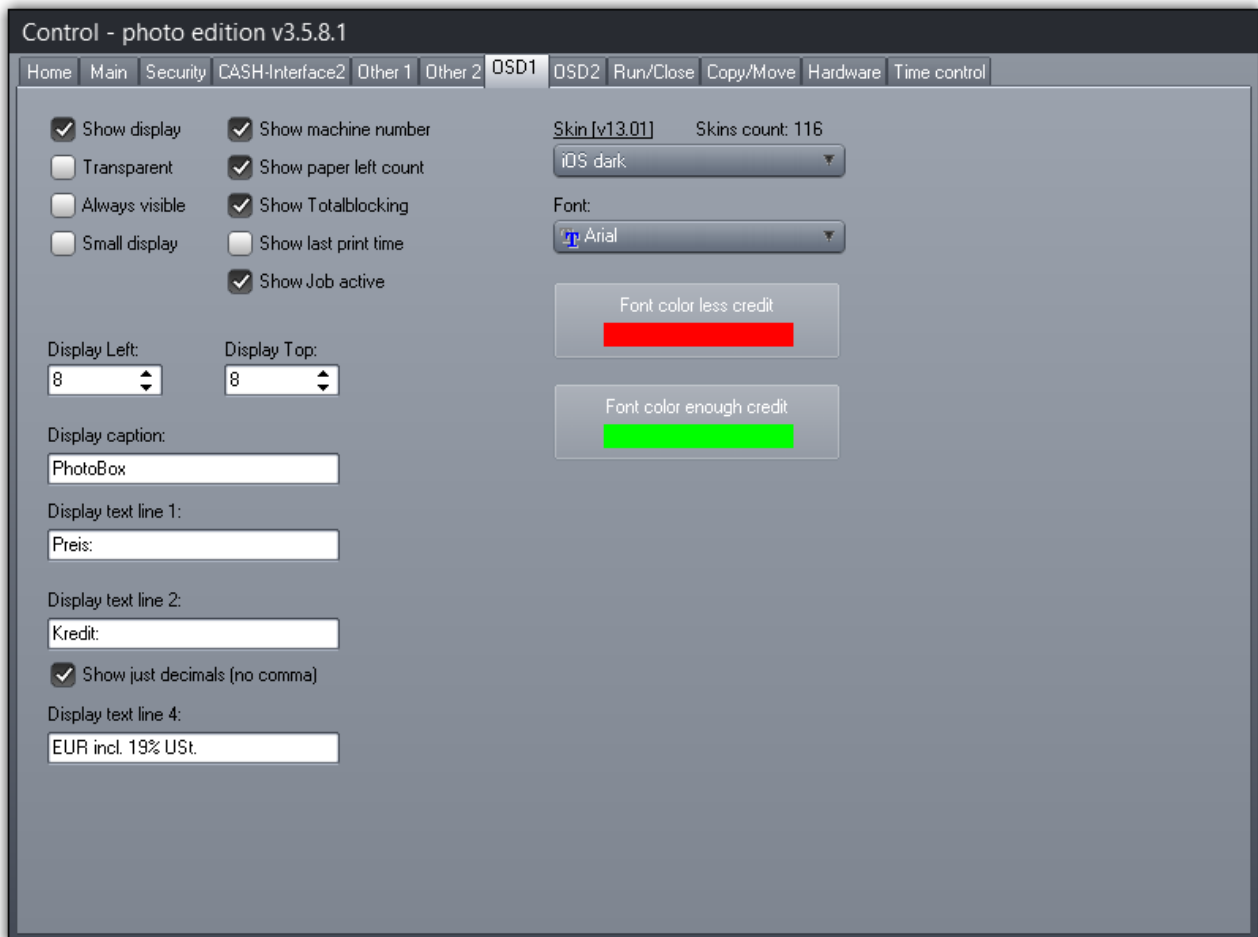 Control - photo edition v3.5.8.1
Home Main Security CASH-Interface2 Other 1 Other 2 OSD1 OSD2 Run/Close Copy/Move Hardware Time control
Show display
Transparent
Always visible
Small display
Show machine number
Show paper left count
Show Totalblocking
Show last print time
Show Job active
Display Left:
8
Display Top:
8
Display caption:
PhotoBox
Display text line 1:
Preis:
Display text line 2:
Kredit:
Show just decimals (no comma)
Display text line 4:
EUR incl. 19% USt.
Skin [v13.01] Skins count: 116
iOS dark
Font:
Arial
Font color less credit
Font color enough credit